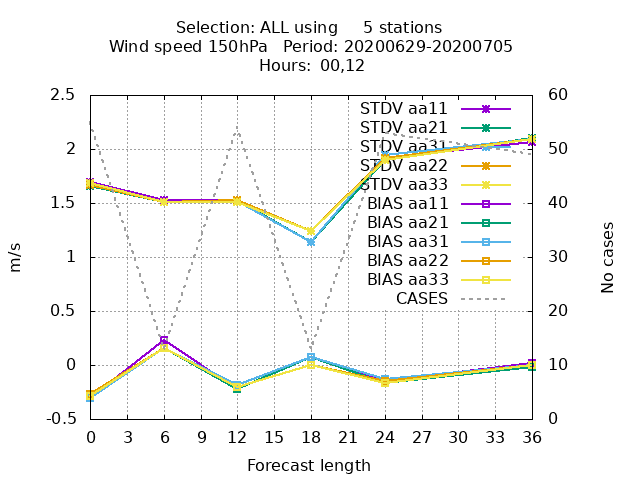 Selection: ALL using 5 stations
Wind speed 150hPa Period: 20200629-20200705
Hours: 00,12
2.5
2
1.5
1
0.5
0
-0.5
m/s
60
50
40
30
20
10
0
No cases
STDV aa11
STDV aa21
STDV aa31
STDV aa22
STDV aa33
BIAS aa11
BIAS aa21
BIAS aa31
BIAS aa22
BIAS aa33
CASES
0 3 6 9 12 15 18 21 24 27 30 33 36
Forecast length